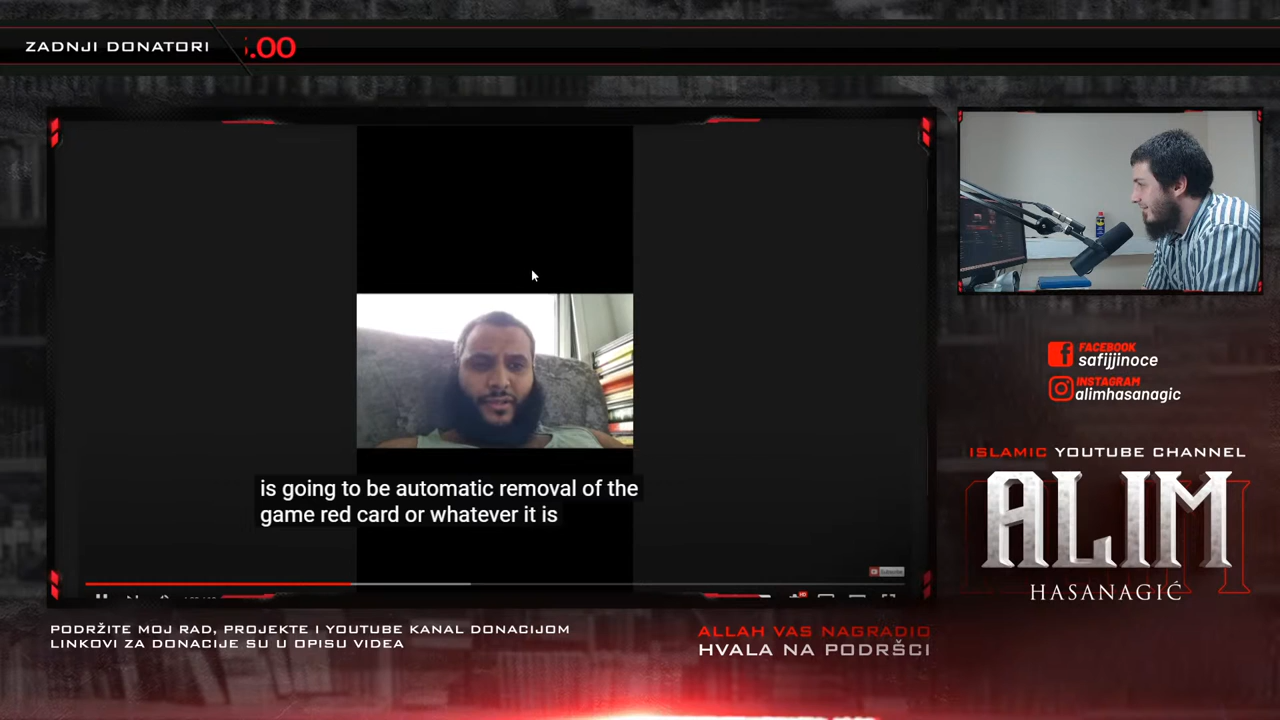 ZADNJI DONATORI
.00
FACEBOOK
safijjinoce
INSTAGRAM
alimhasanagic
ISLAMIC YOUTUBE CHANNEL
ALIM
HASANAGIĆ
is going to be automatic removal of the
game red card or whatever it is
Subscribe
HD
PODRŽITE MOJ RAD, PROJEKTE I YOUTUBE KANAL DONACIJOM
LINKOVI ZA DONACIJE SU U OPISU VIDEA
ALLAH VAS NAGRADIO
HVALA NA PODRŠCI